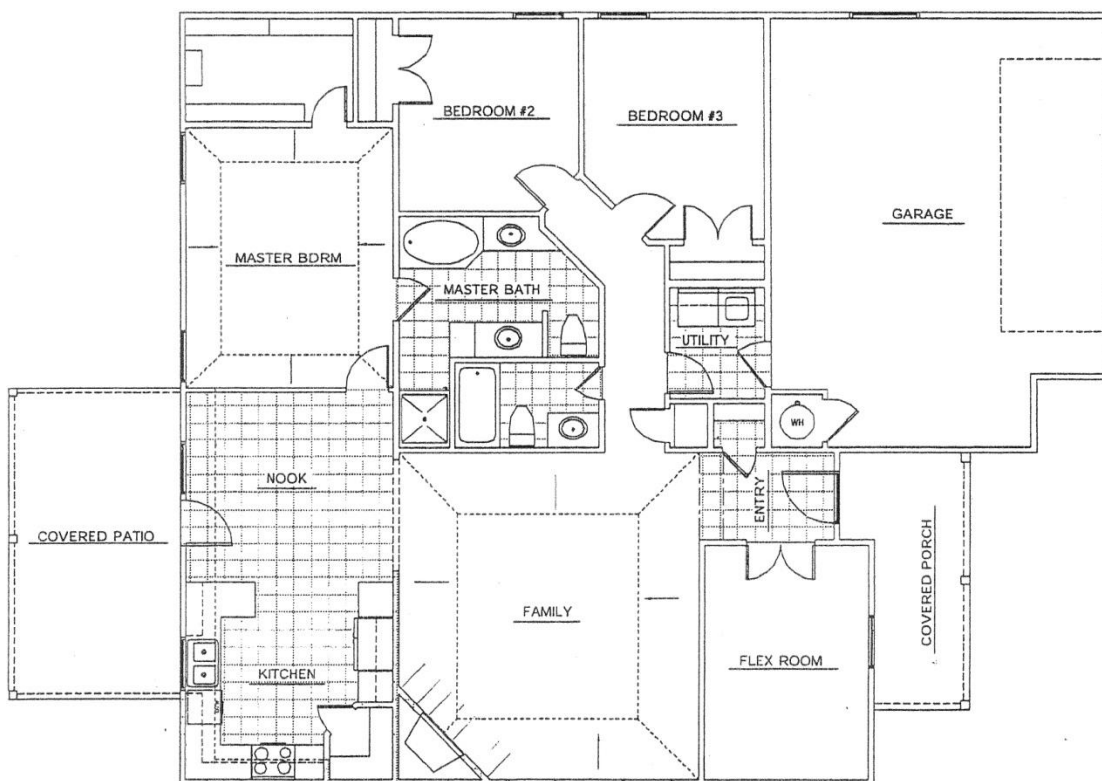 BEDROOM #2
BEDROOM #3
GARAGE
MASTER BDRM
MASTER BATH
UTILITY
WH
NOOK
ENTRY
COVERED PATIO
COVERED PORCH
FAMILY
FLEX ROOM
KITCHEN